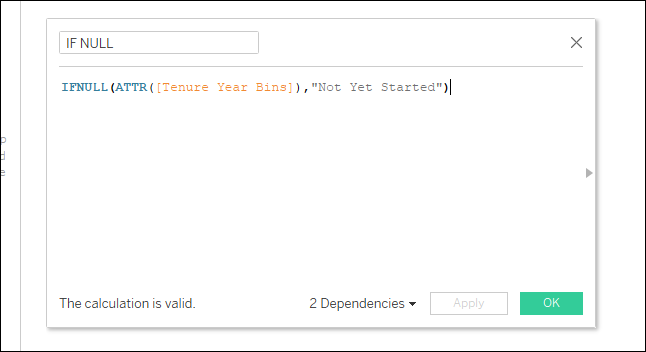 IF NULL
IFNULL(ATTR([Tenure Year Bins]),"Not Yet Started")
p
d
e
The calculation is valid.
2 Dependencies
Apply
OK